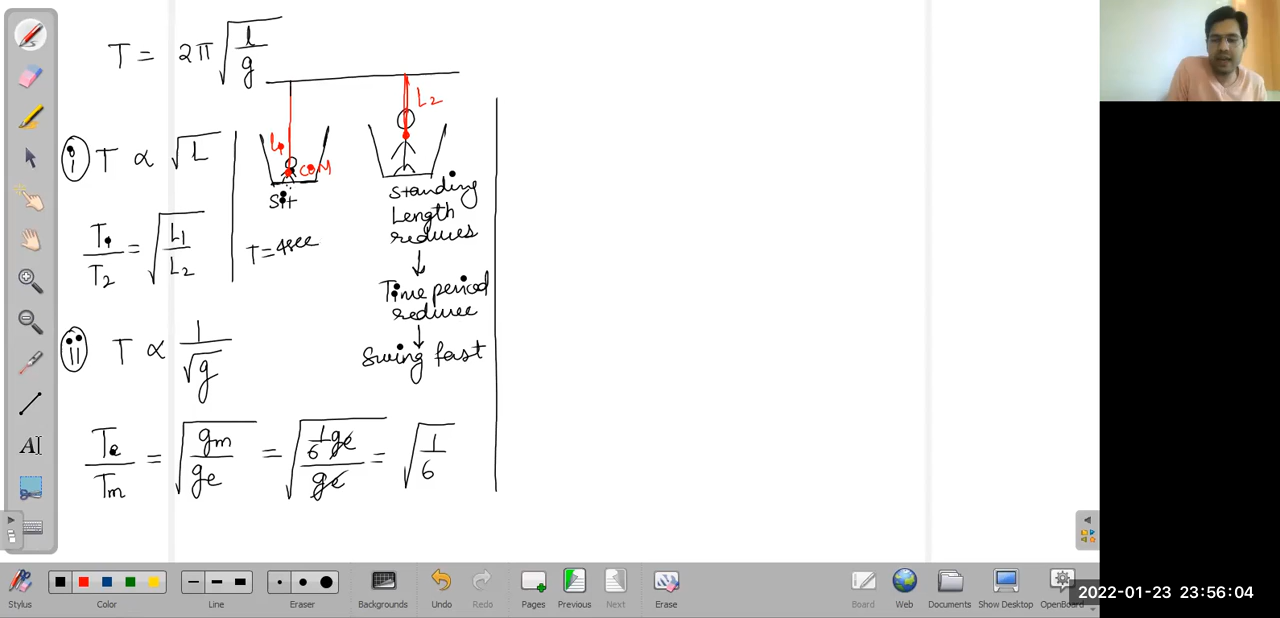 T = 2π √(l/g)
i) T ∝ √L
T1/T2 = √(L1/L2)
L1
COM
Sit
T = 4sec
L2
Standing
Length
reduces
↓
Time period
reduce
↓
Swing fast
ii) T ∝ 1/√g
Te/Tm = √(gm/ge) = √(1/6 ge/ge) = √(1/6)
A
Stylus
Color
Line
Eraser
Backgrounds
Undo
Redo
Pages
Previous
Next
Erase
Board
Web
Documents
Show Desktop
OpenBoard
2022-01-23 23:56:04